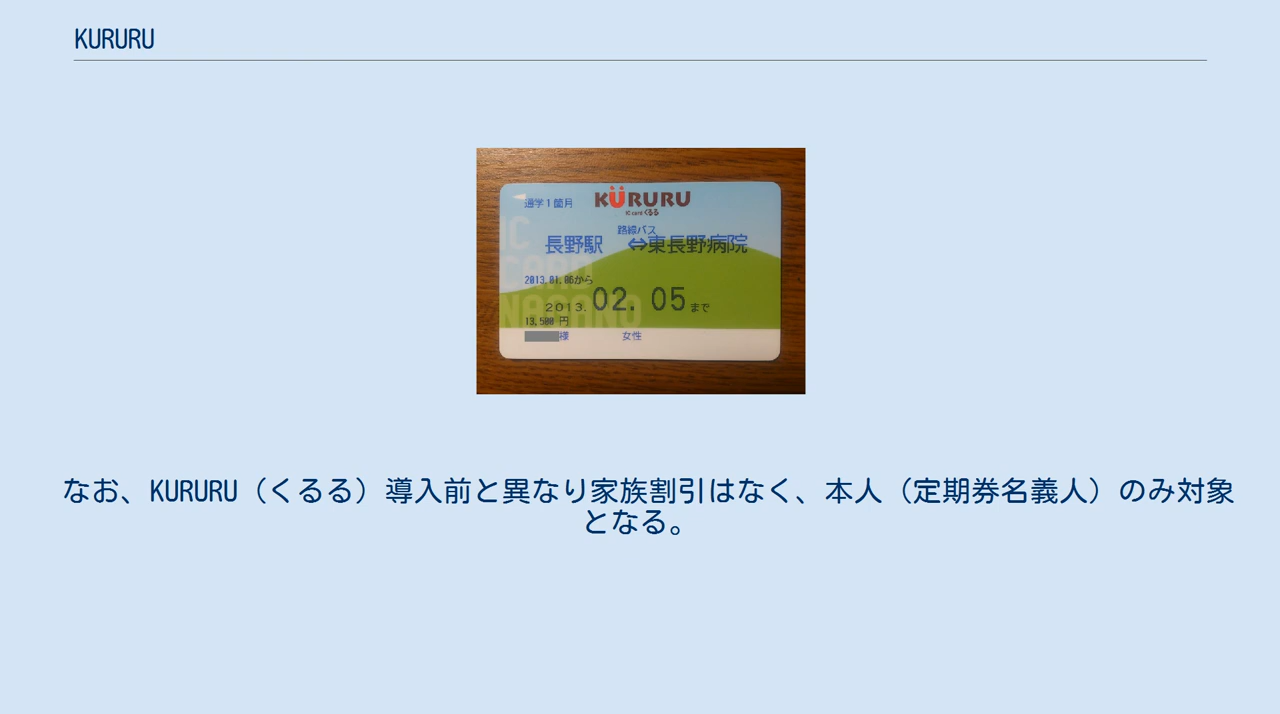 KURURU
通学1箇月
KURURU
IC card くるる
路線バス
長野駅 ⇔東長野病院
IC
CARD
NAGANO
2013.01.06から
2013.02.05まで
13,500 円
様 女性
なお、KURURU（くるる）導入前と異なり家族割引はなく、本人（定期券名義人）のみ対象
となる。